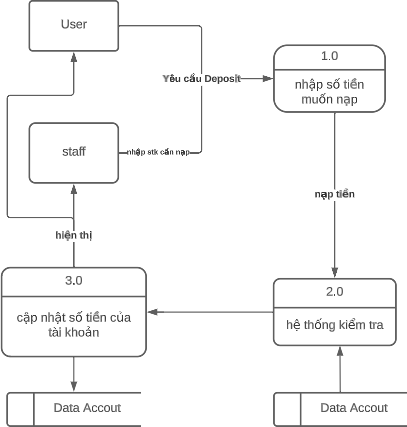 User
1.0
Yêu cầu Deposit
nhập số tiền
muốn nạp
staff
nhập stk cần nạp
nạp tiền
hiện thị
3.0
2.0
cập nhật số tiền của
tài khoản
hệ thống kiểm tra
Data Accout
Data Accout